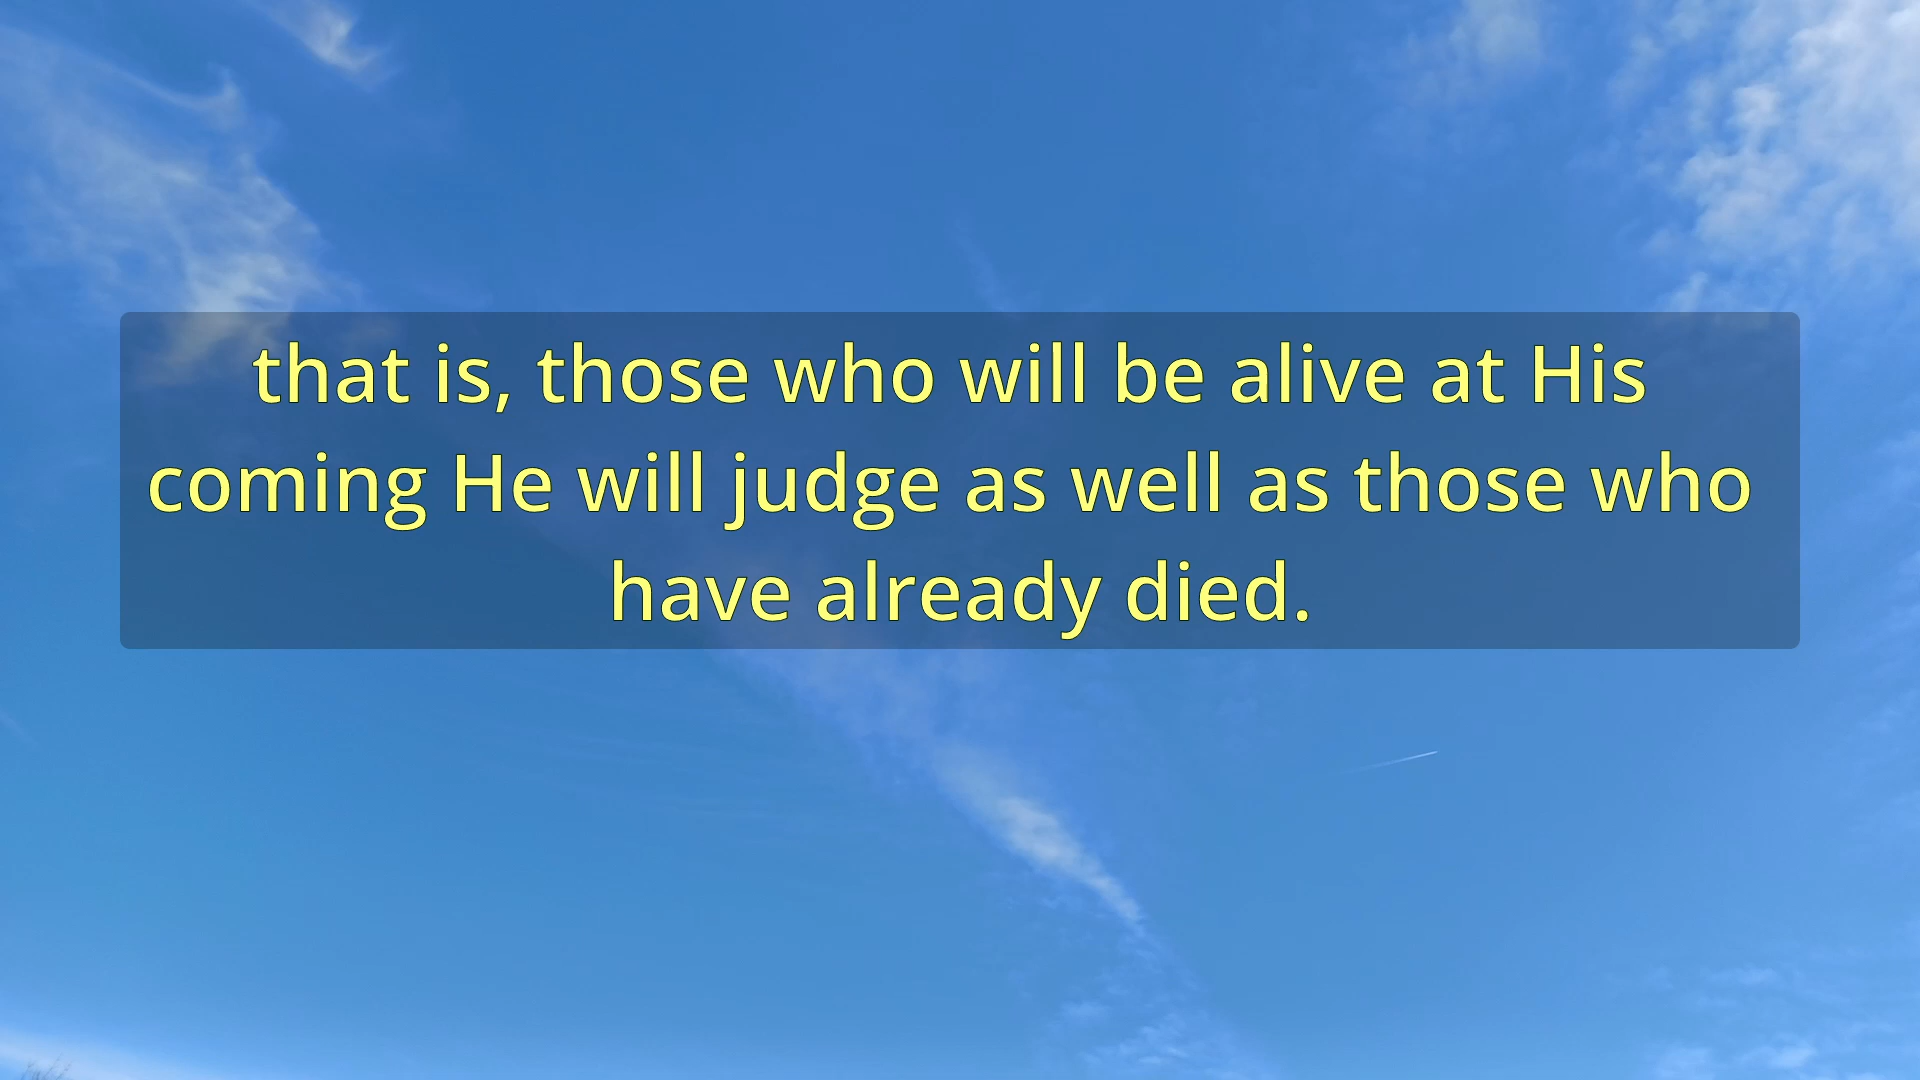 that is, those who will be alive at His
coming He will judge as well as those who
have already died.